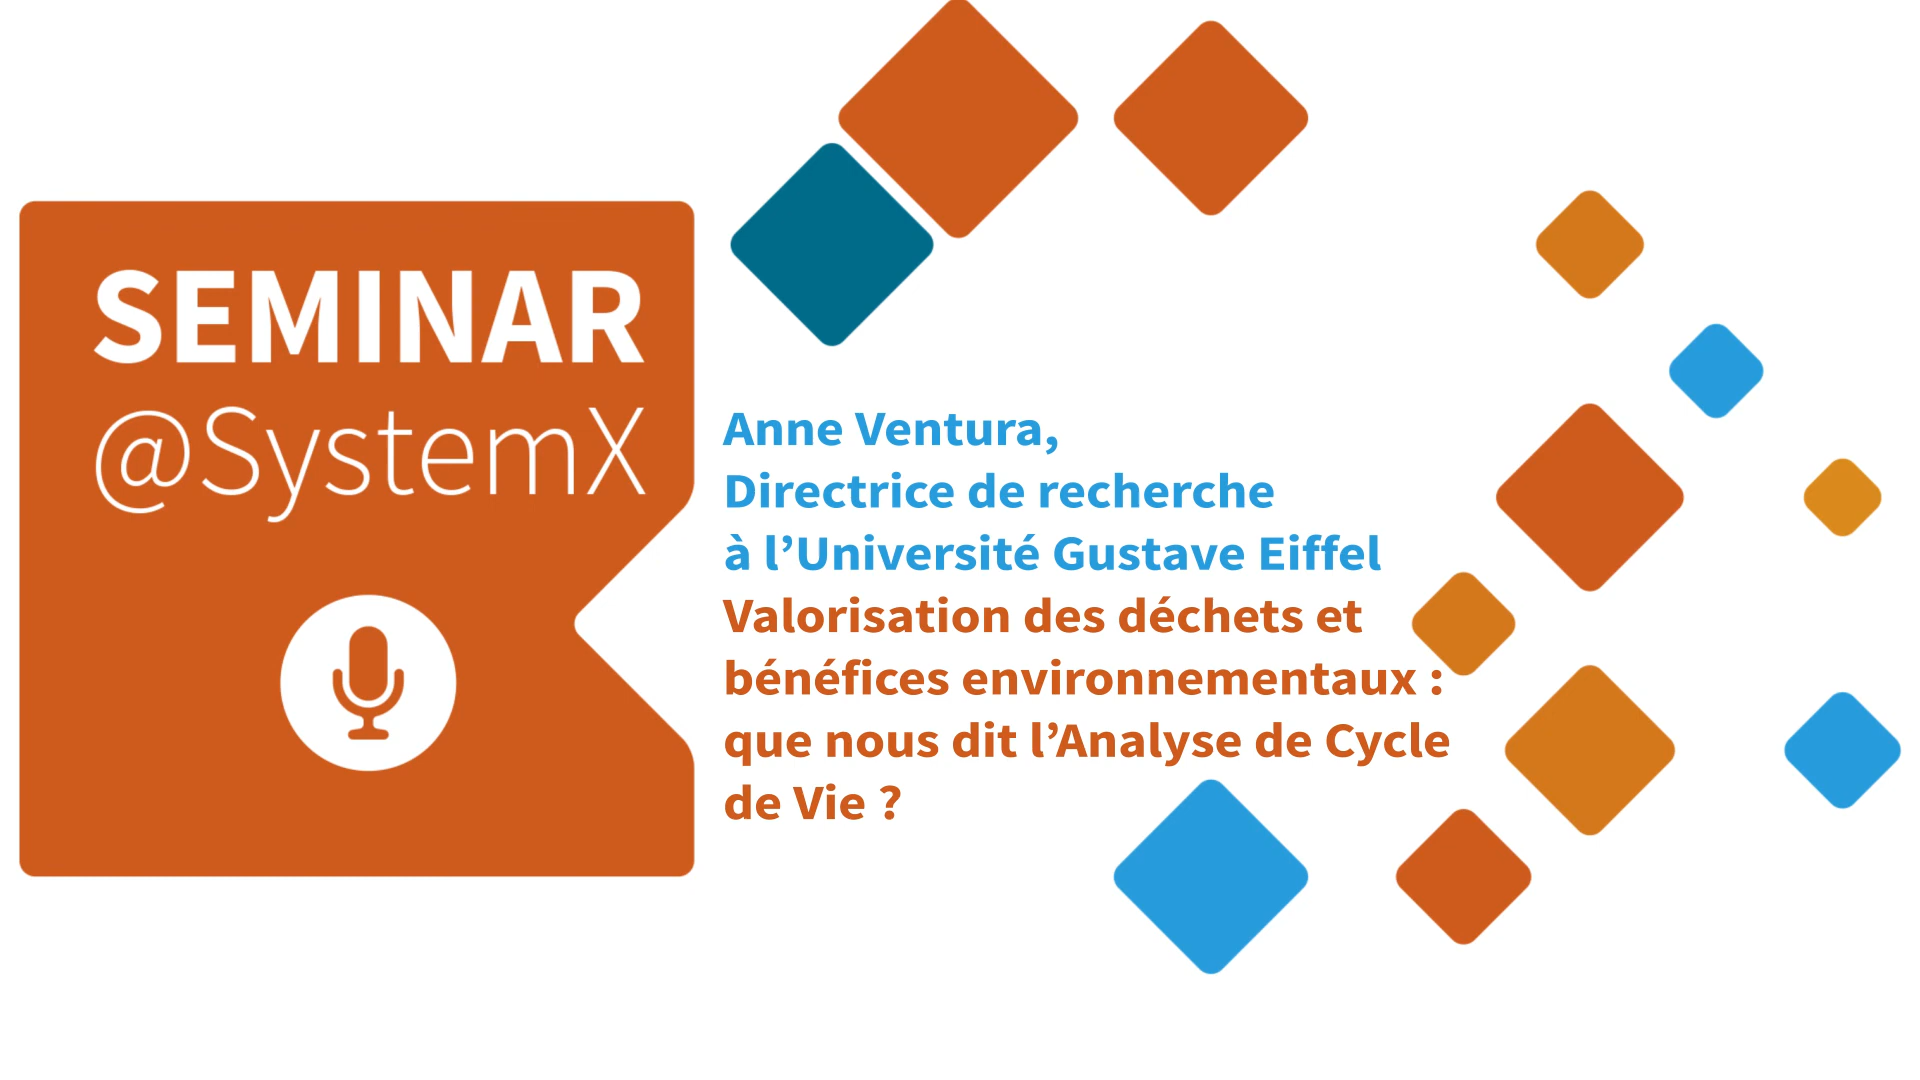 SEMINAR
@SystemX
Anne Ventura,
Directrice de recherche
à l’Université Gustave Eiffel
Valorisation des déchets et
bénéfices environnementaux :
que nous dit l’Analyse de Cycle
de Vie ?